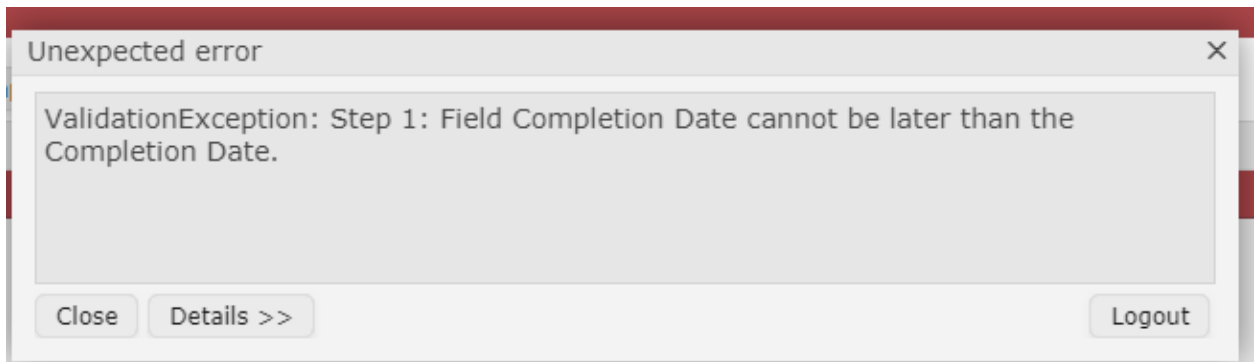 Unexpected error
ValidationException: Step 1: Field Completion Date cannot be later than the
Completion Date.
Close
Details >>
Logout